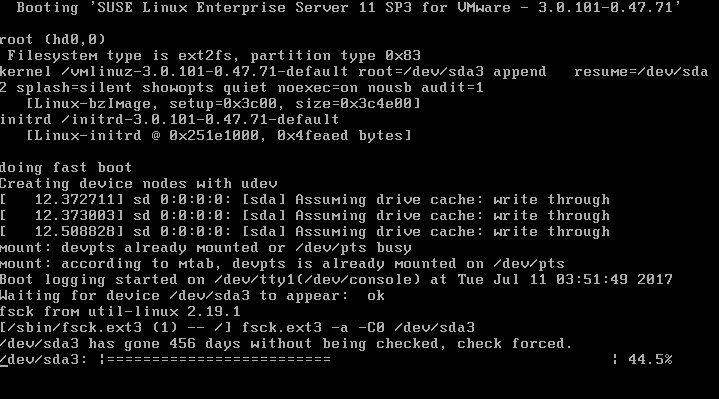 Booting 'SUSE Linux Enterprise Server 11 SP3 for VMware - 3.0.101-0.47.71'
root (hd0,0)
Filesystem type is ext2fs, partition type 0x83
kernel /vmlinuz-3.0.101-0.47.71-default root=/dev/sda3 append   resume=/dev/sda
2 splash=silent showopts quiet noexec=on nousb audit=1
[Linux-bzImage, setup=0x3c00, size=0x3c4e00]
initrd /initrd-3.0.101-0.47.71-default
[Linux-initrd @ 0x251e1000, 0x4feaed bytes]
doing fast boot
Creating device nodes with udev
[   12.372711] sd 0:0:0:0: [sda] Assuming drive cache: write through
[   12.373003] sd 0:0:0:0: [sda] Assuming drive cache: write through
[   12.508828] sd 0:0:0:0: [sda] Assuming drive cache: write through
mount: devpts already mounted or /dev/pts busy
mount: according to mtab, devpts is already mounted on /dev/pts
Boot logging started on /dev/tty1(/dev/console) at Tue Jul 11 03:51:49 2017
Waiting for device /dev/sda3 to appear:  ok
fsck from util-linux 2.19.1
[/sbin/fsck.ext3 (1) -- /] fsck.ext3 -a -C0 /dev/sda3
/dev/sda3 has gone 456 days without being checked, check forced.
/dev/sda3: |=========================                               | 44.5%